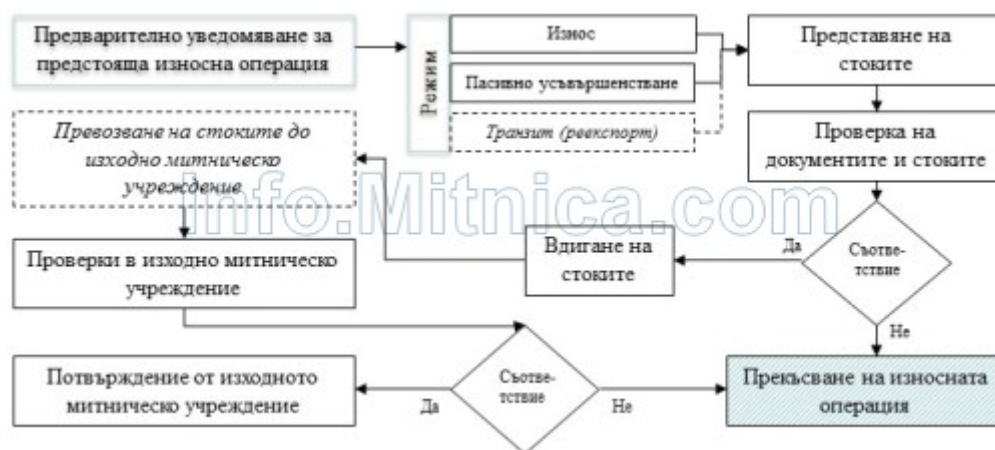 Предварително уведомяване за
предстояща износна операция
Режим
Износ
Пасивно усъвършенстване
Транзит (реекспорт)
Представяне на
стоките
Проверка на
документите и стоките
Съотве-
тствие
Да
Не
Вдигане на
стоките
Превозване на стоките до
изходно митническо
учреждение
info.Mitnica.com
Проверки в изходно митническо
учреждение
Съотве-
тствие
Да
Не
Потвърждение от изходното
митническо учреждение
Прекъсване на износната
операция